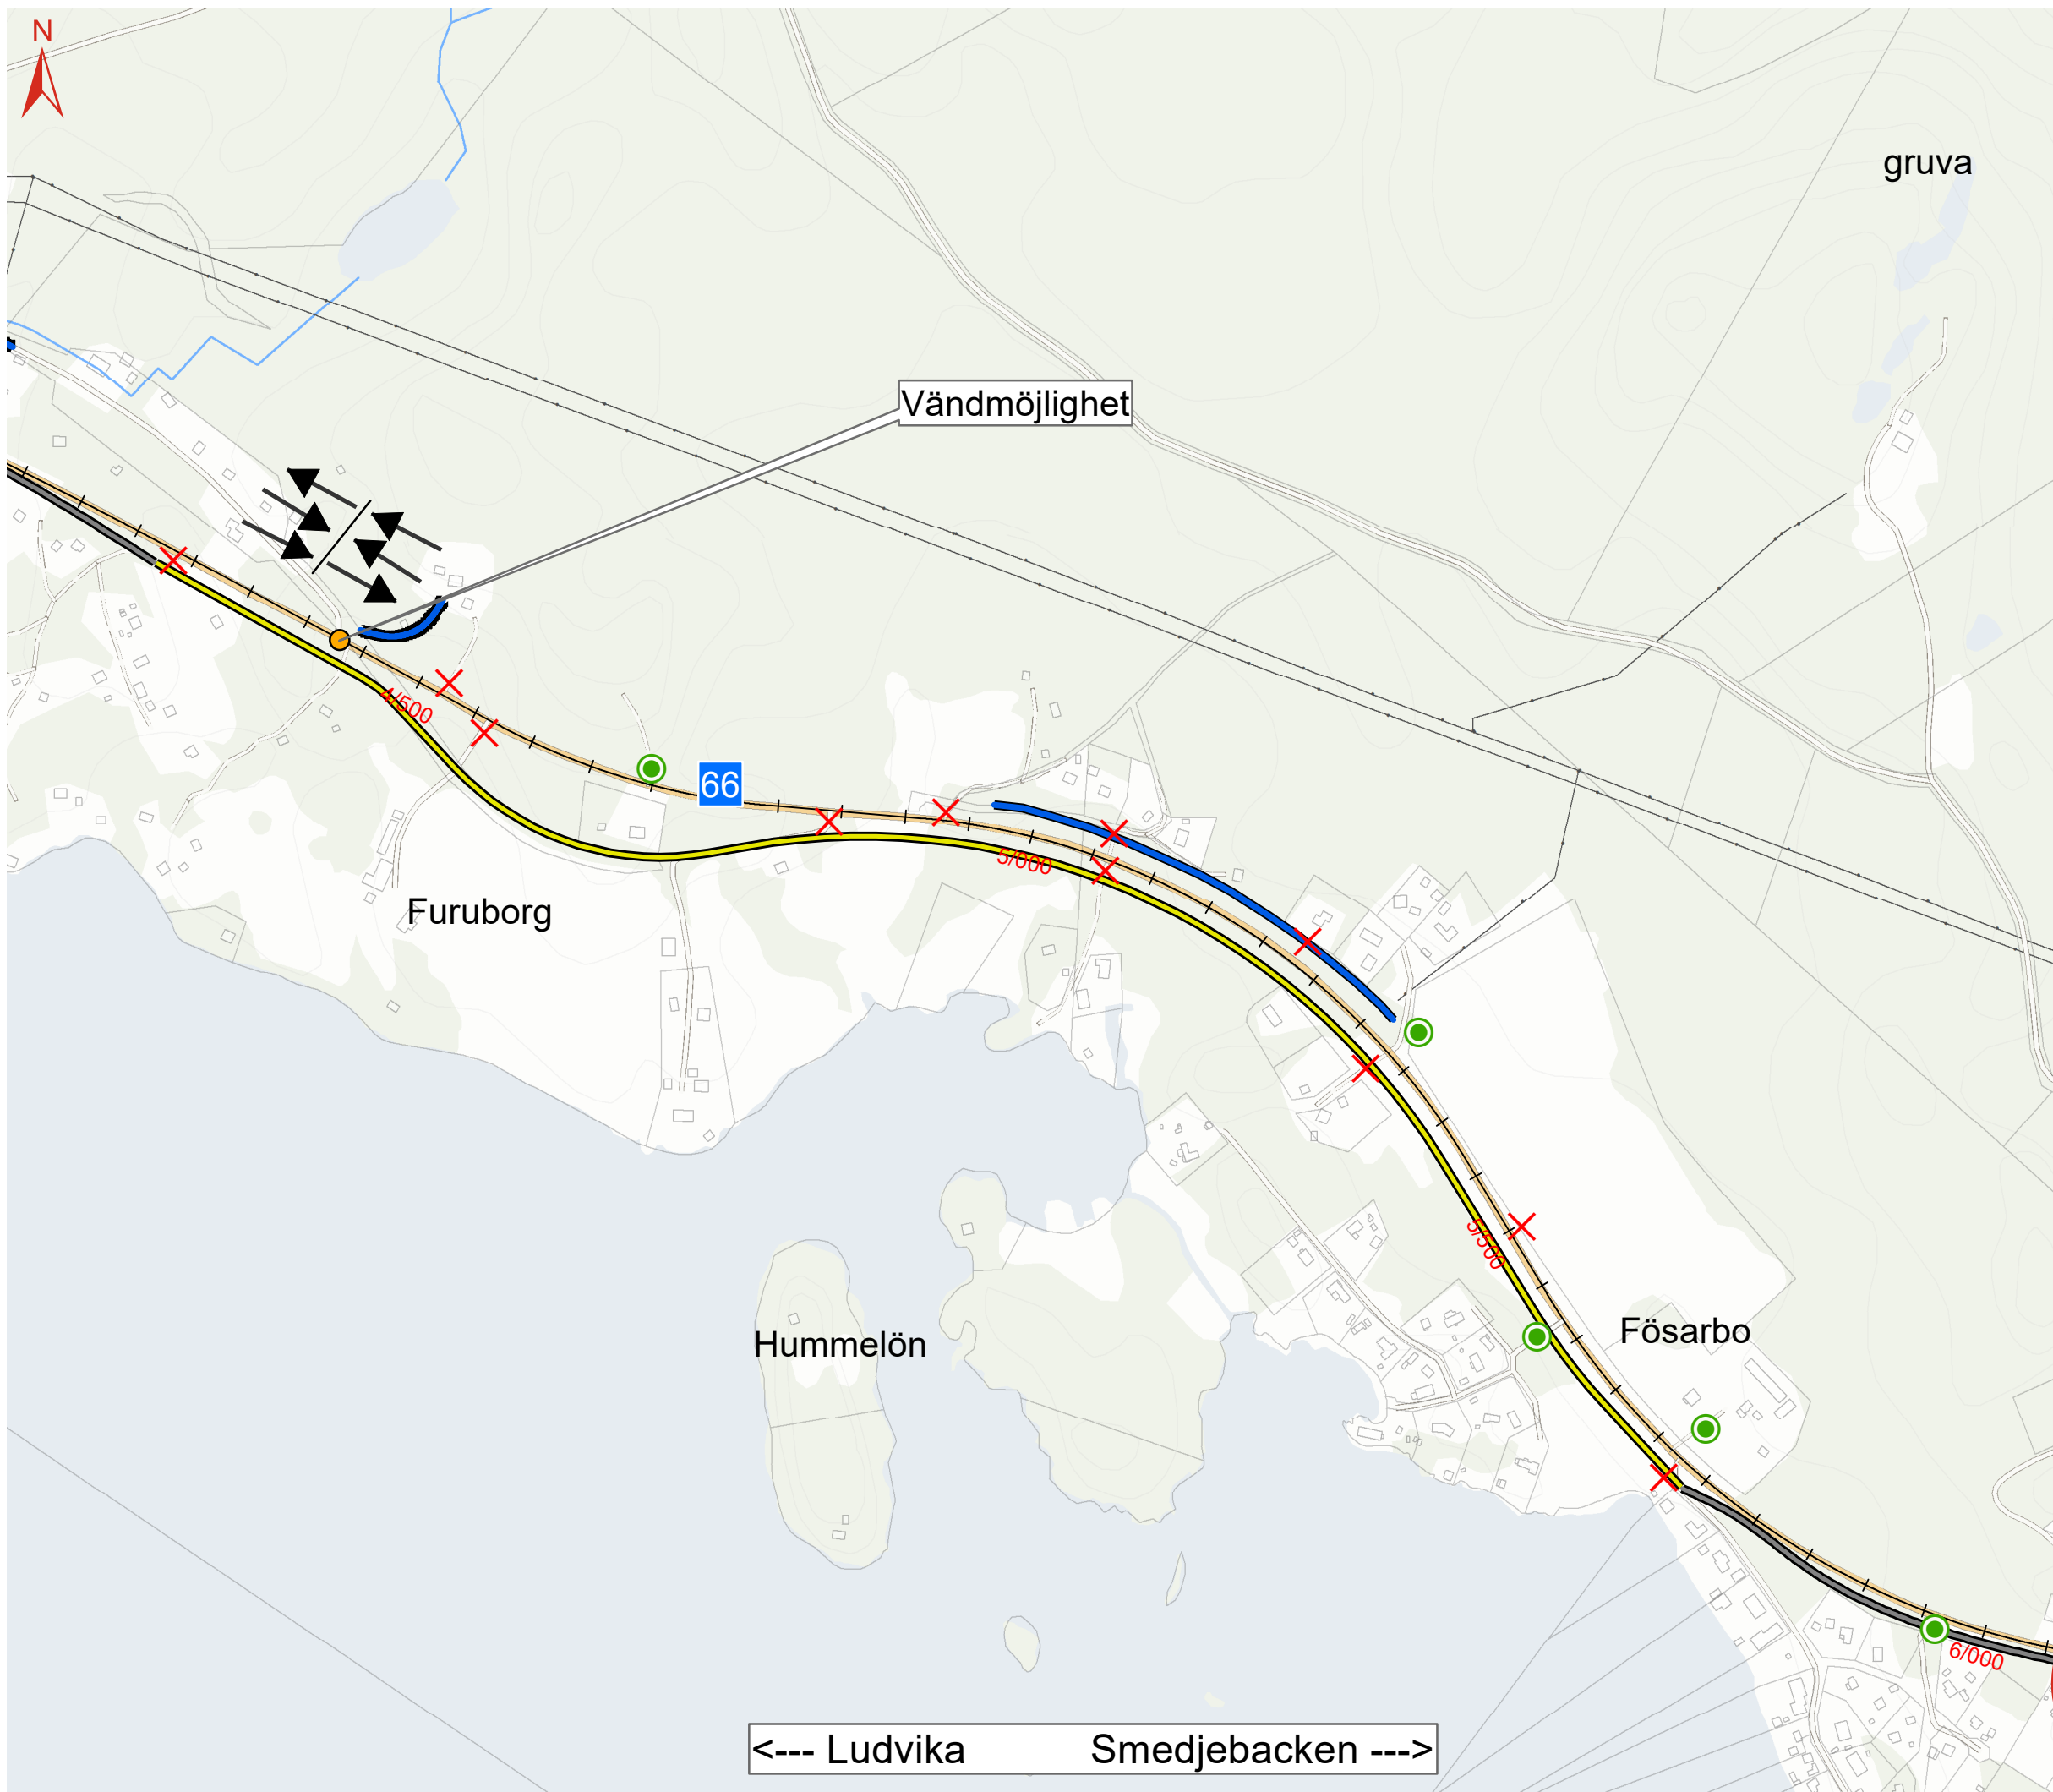 N
gruva
Vändmöjlighet
4/500
66
5/000
Furuborg
5/500
Fösarbo
Hummelön
6/000
<--- Ludvika Smedjebacken --->